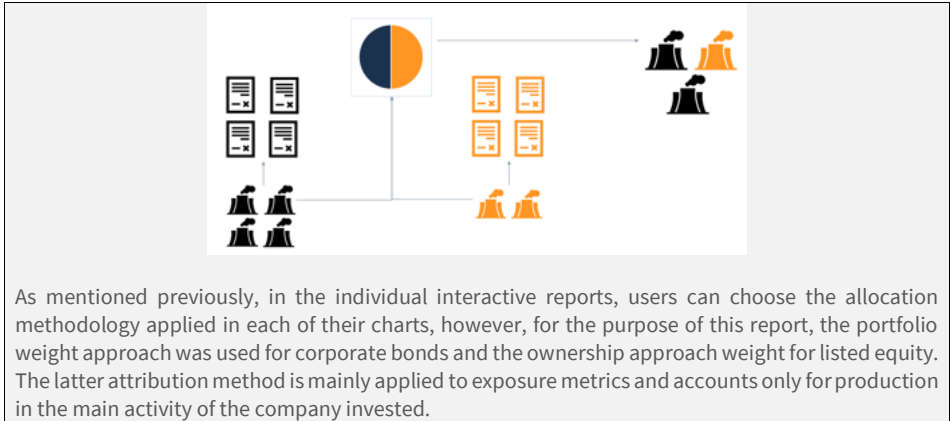 As mentioned previously, in the individual interactive reports, users can choose the allocation
methodology applied in each of their charts, however, for the purpose of this report, the portfolio
weight approach was used for corporate bonds and the ownership approach weight for listed equity.
The latter attribution method is mainly applied to exposure metrics and accounts only for production
in the main activity of the company invested.